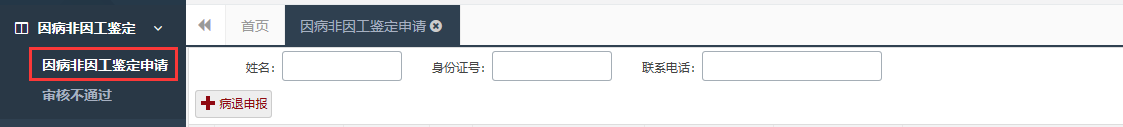 因病非因工鉴定
因病非因工鉴定申请
审核不通过
首页 因病非因工鉴定申请
姓名: 身份证号: 联系电话:
病退申报